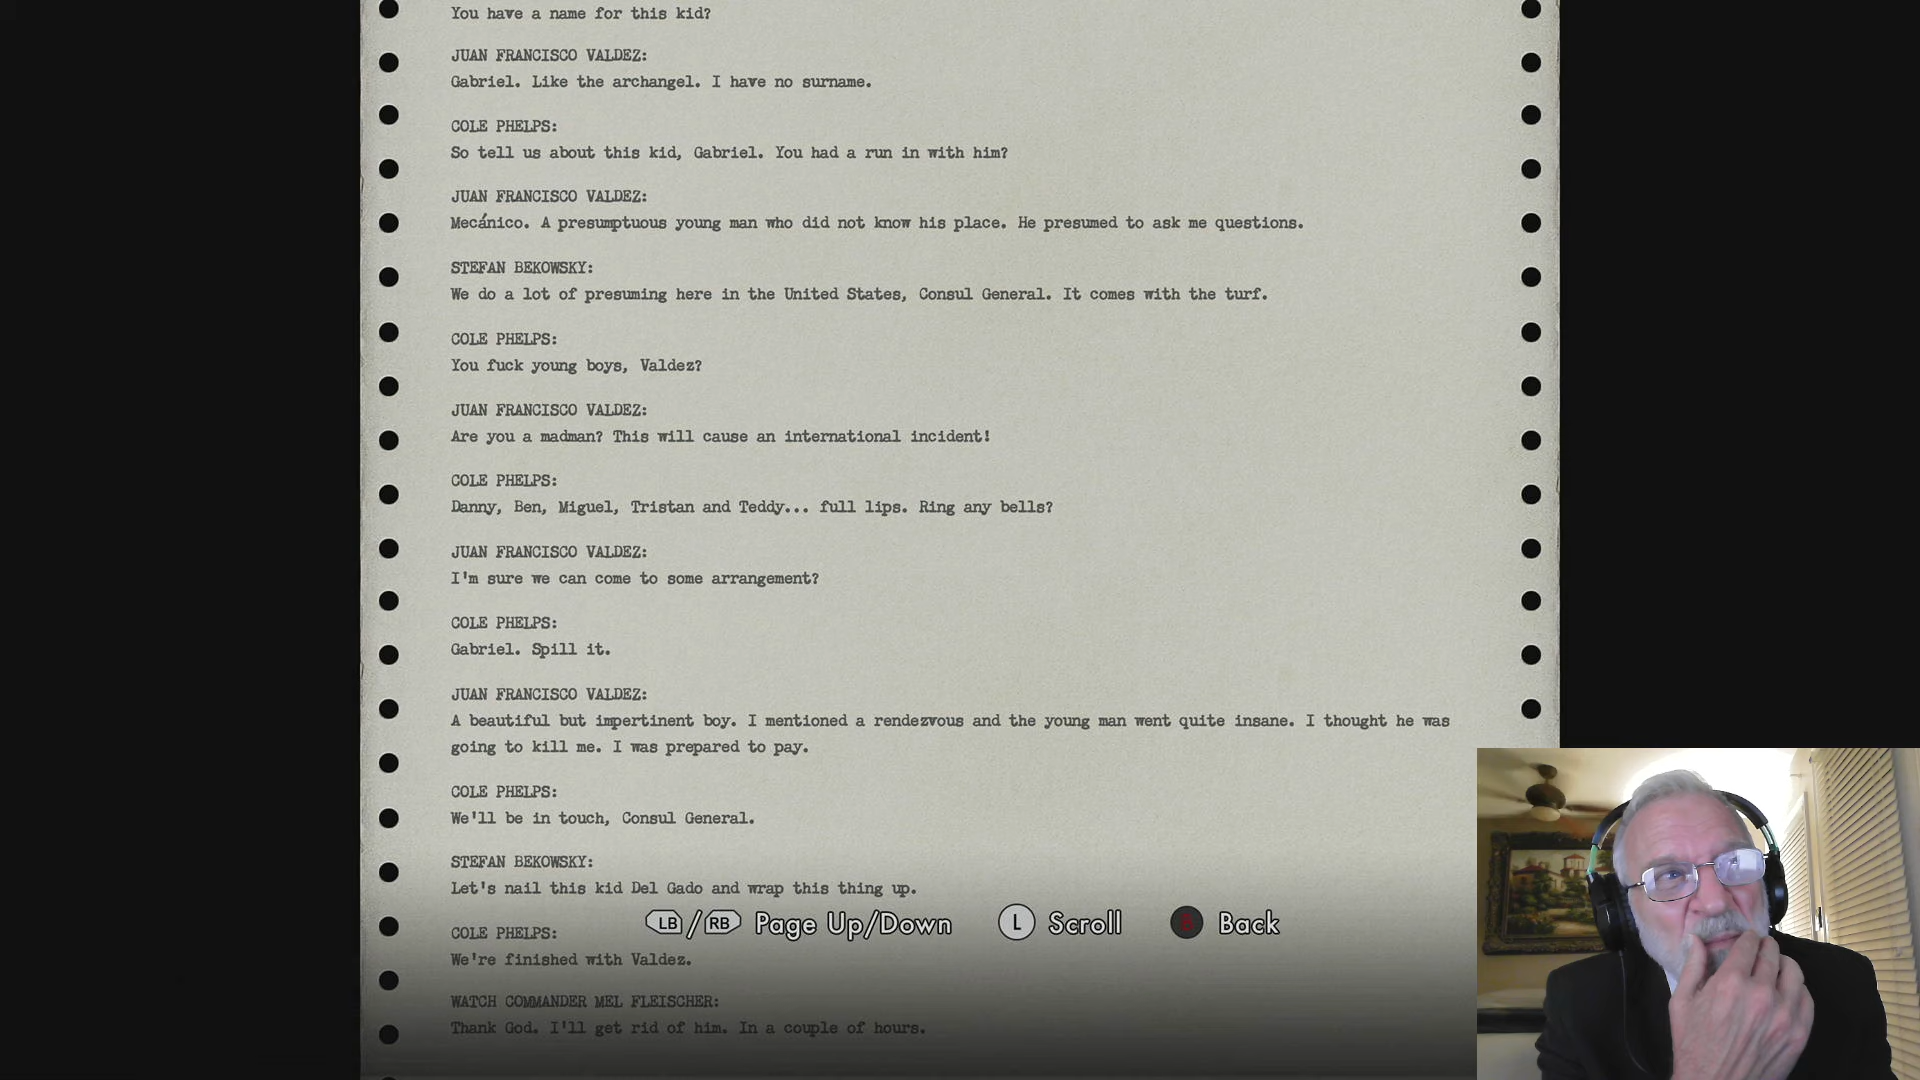 You have a name for this kid?
JUAN FRANCISCO VALDEZ:
Gabriel. Like the archangel. I have no surname.
COLE PHELPS:
So tell us about this kid, Gabriel. You had a run in with him?
JUAN FRANCISCO VALDEZ:
Mecánico. A presumptuous young man who did not know his place. He presumed to ask me questions.
STEFAN BEKOWSKY:
We do a lot of presuming here in the United States, Consul General. It comes with the turf.
COLE PHELPS:
You fuck young boys, Valdez?
JUAN FRANCISCO VALDEZ:
Are you a madman? This will cause an international incident!
COLE PHELPS:
Danny, Ben, Miguel, Tristan and Teddy... full lips. Ring any bells?
JUAN FRANCISCO VALDEZ:
I'm sure we can come to some arrangement?
COLE PHELPS:
Gabriel. Spill it.
JUAN FRANCISCO VALDEZ:
A beautiful but impertinent boy. I mentioned a rendezvous and the young man went quite insane. I thought he was
going to kill me. I was prepared to pay.
COLE PHELPS:
We'll be in touch, Consul General.
STEFAN BEKOWSKY:
Let's nail this kid Del Gado and wrap this thing up.
LB / RB Page Up/Down L Scroll B Back
COLE PHELPS:
We're finished with Valdez.
WATCH COMMANDER MEL FLEISCHER:
Thank God. I'll get rid of him. In a couple of hours.